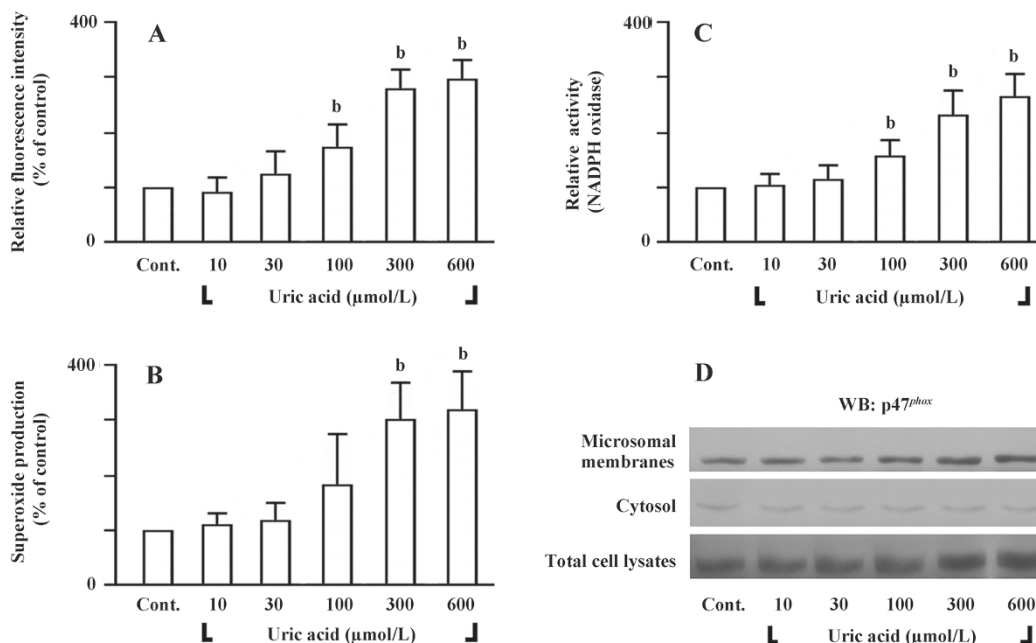 A
Relative fluorescence intensity
(% of control)
400
0
b
b
b
Cont.
10
30
100
300
600
Uric acid (µmol/L)
C
Relative activity
(NADPH oxidase)
400
0
b
b
b
Cont.
10
30
100
300
600
Uric acid (µmol/L)
B
Superoxide production
(% of control)
400
0
b
b
Cont.
10
30
100
300
600
Uric acid (µmol/L)
D
WB: p47phox
Microsomal
membranes
Cytosol
Total cell lysates
Cont.
10
30
100
300
600
Uric acid (µmol/L)